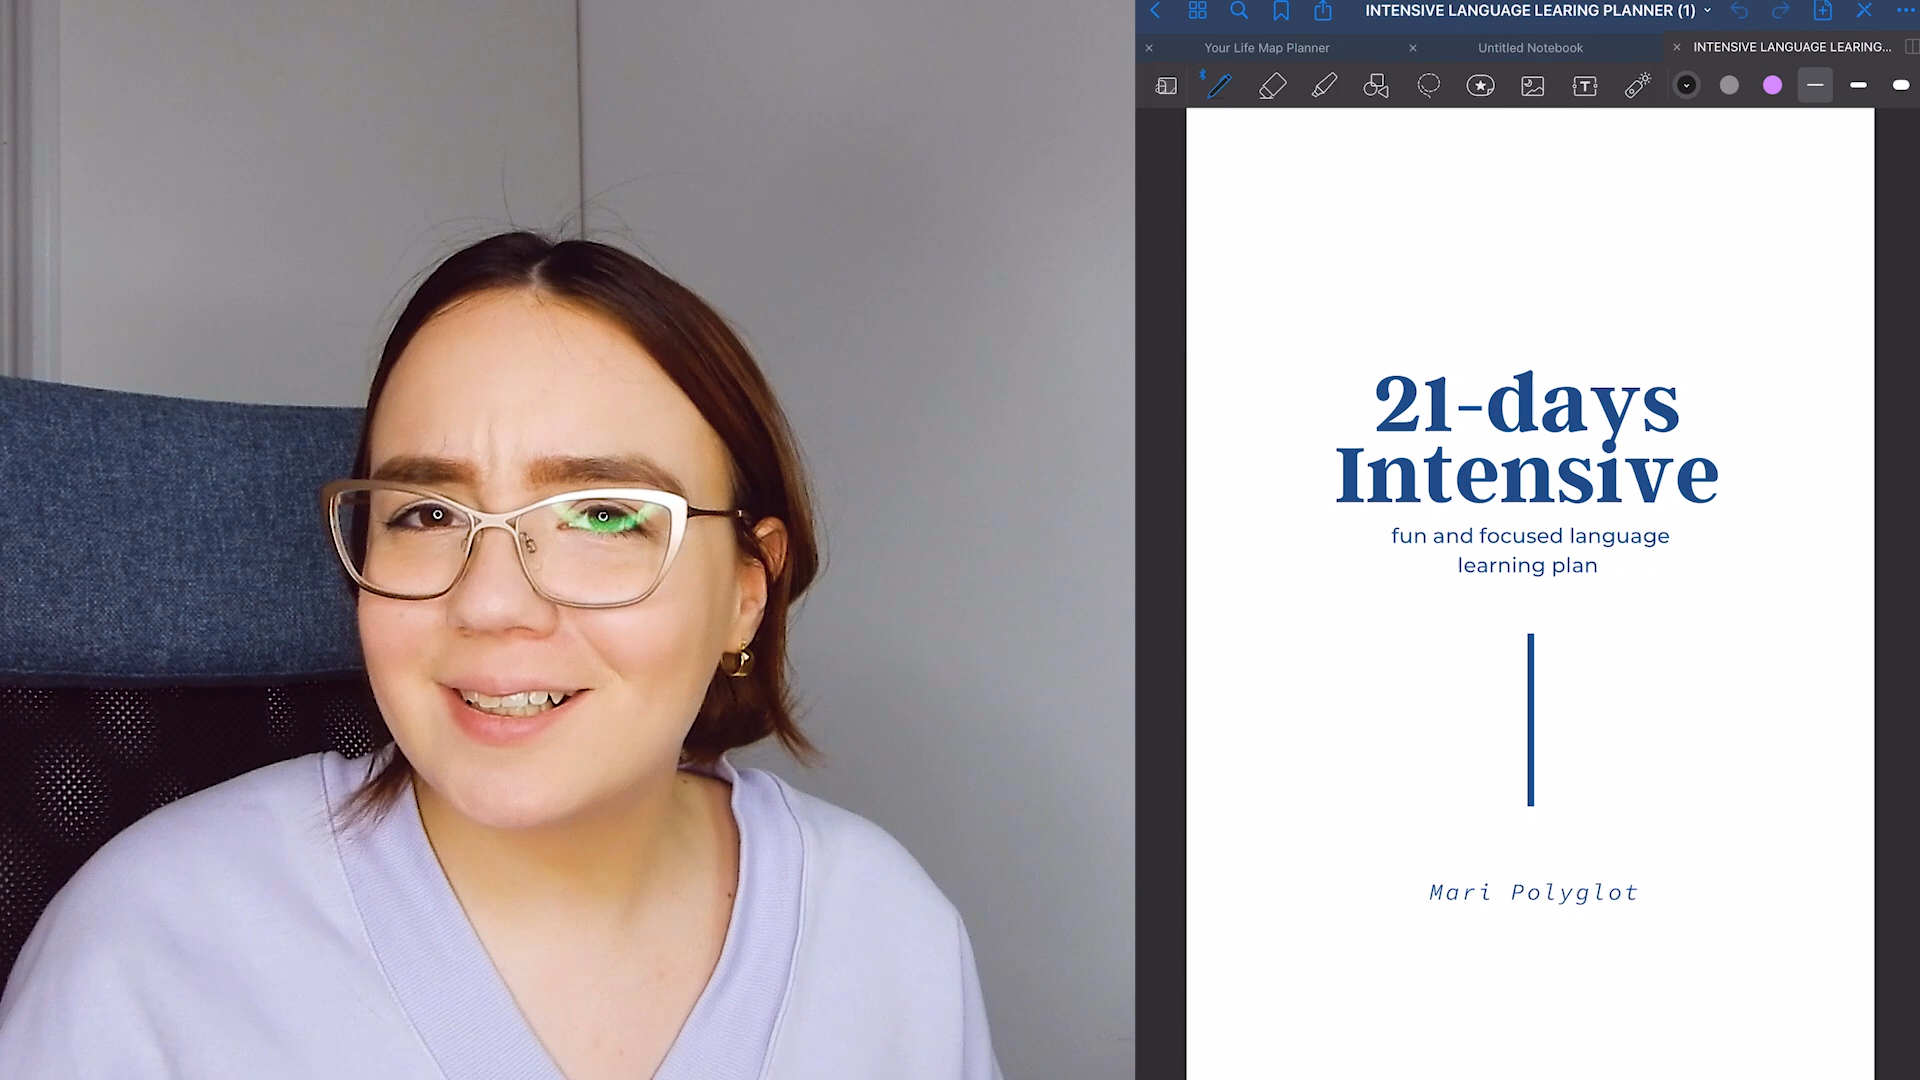 INTENSIVE LANGUAGE LEARING PLANNER (1)
Your Life Map Planner
Untitled Notebook
INTENSIVE LANGUAGE LEARING...
21-days
Intensive
fun and focused language
learning plan
Mari Polyglot